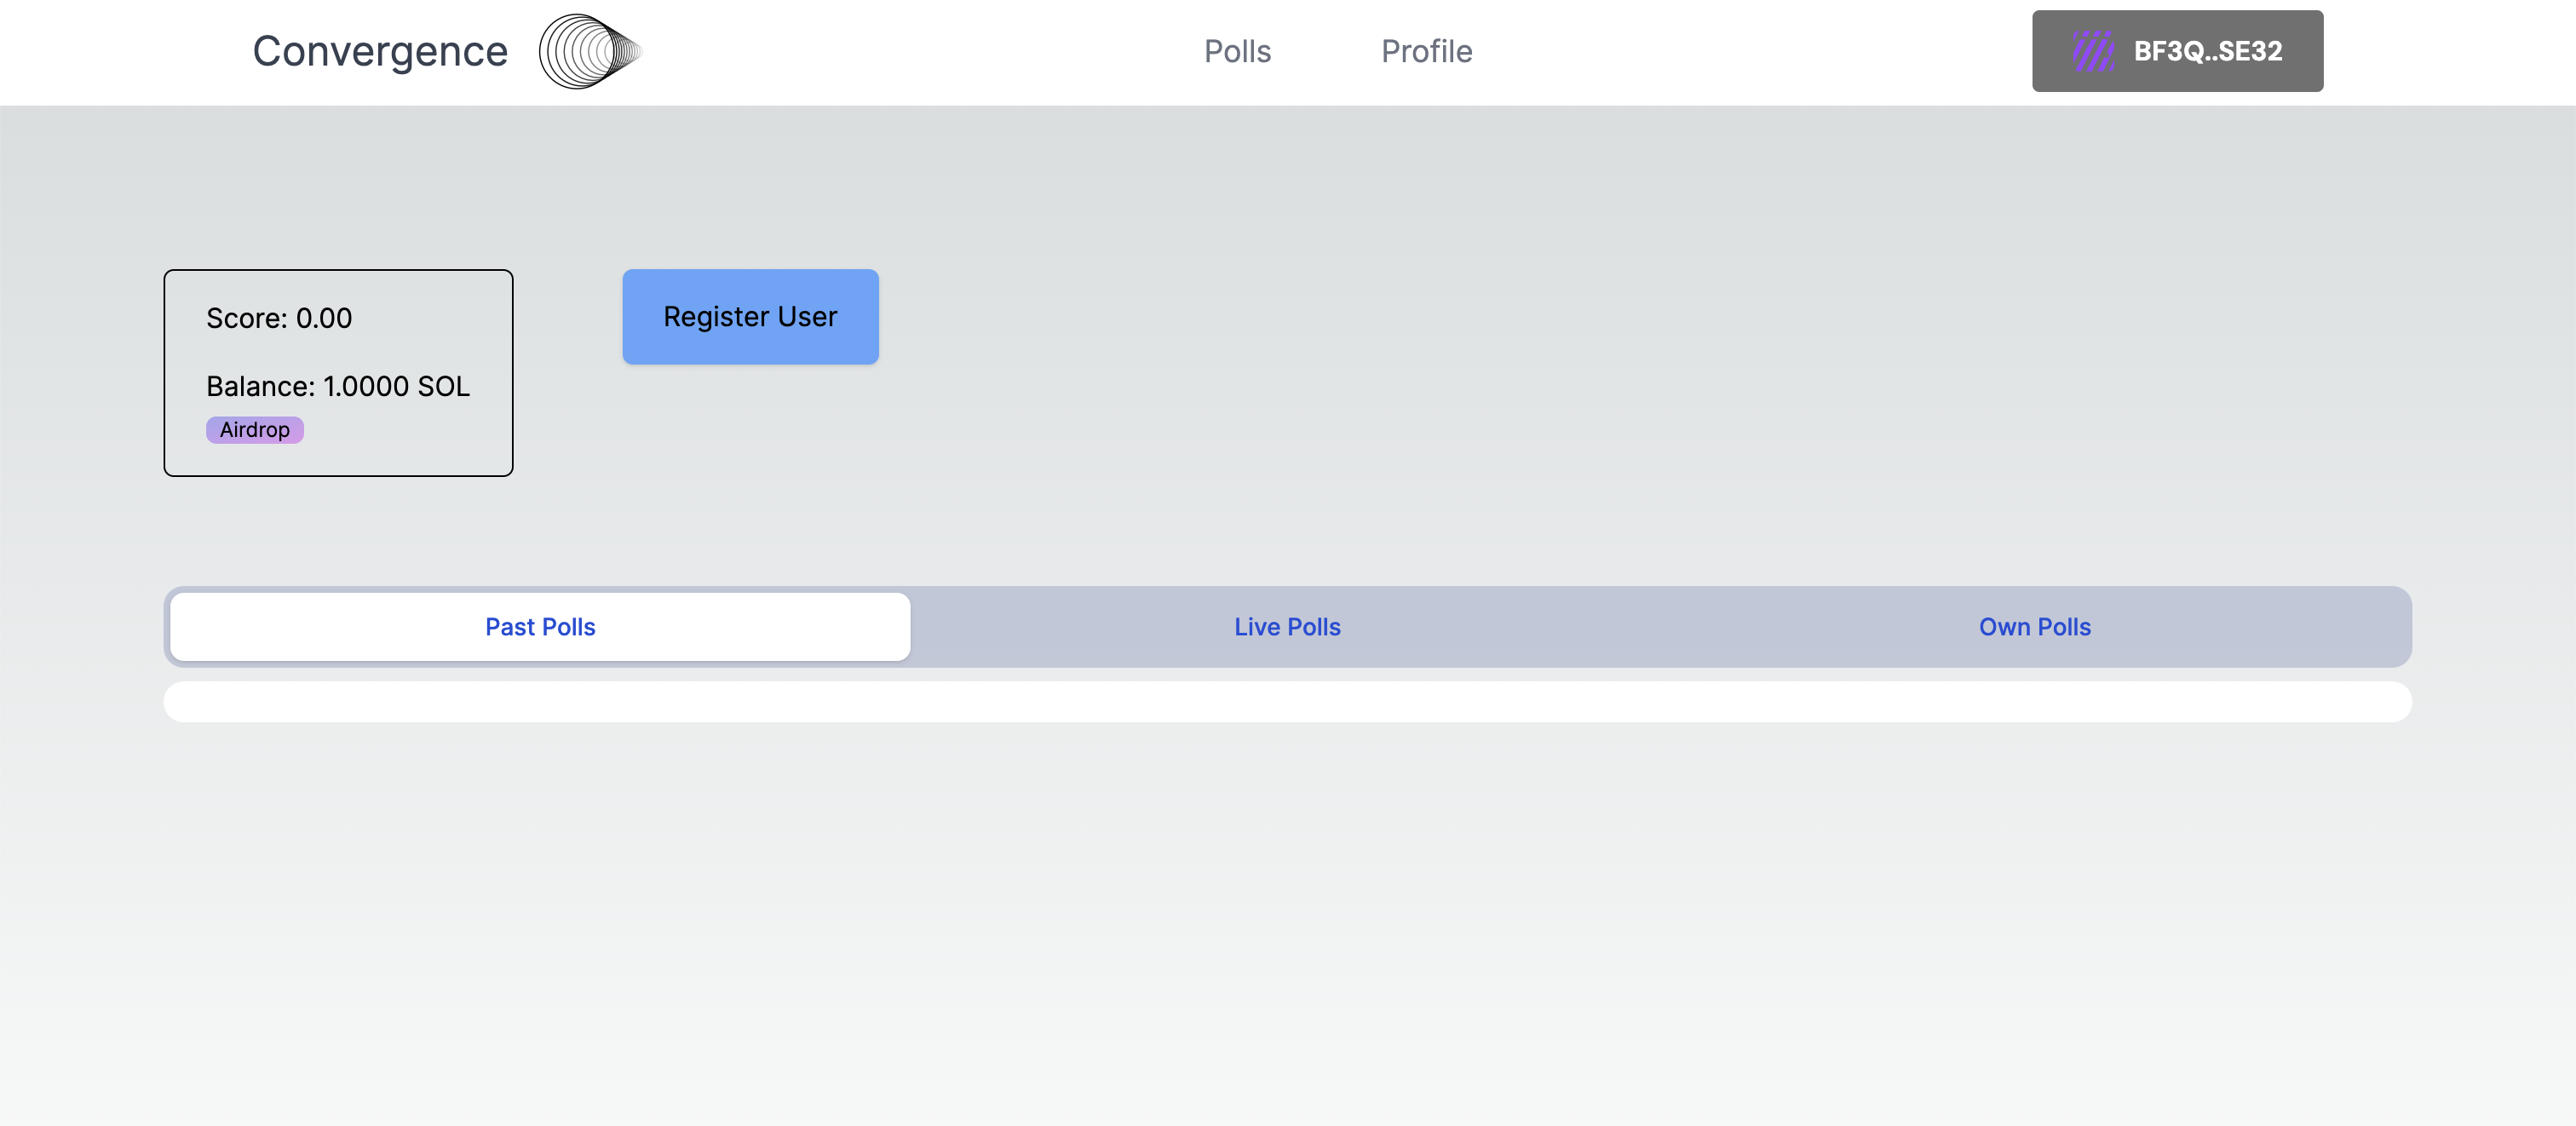 Convergence
Polls
Profile
BF3Q..SE32
Score: 0.00
Register User
Balance: 1.0000 SOL
Airdrop
Past Polls
Live Polls
Own Polls